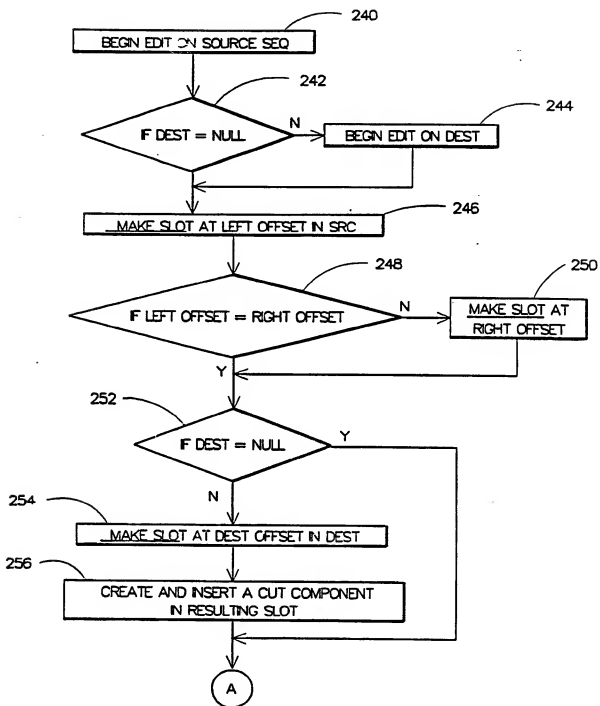 240
BEGIN EDIT ON SOURCE SEQ
242
IF DEST = NULL
N
244
BEGIN EDIT ON DEST
246
MAKE SLOT AT LEFT OFFSET IN SRC
248
IF LEFT OFFSET = RIGHT OFFSET
N
250
MAKE SLOT AT
RIGHT OFFSET
Y
252
IF DEST = NULL
Y
N
254
MAKE SLOT AT DEST OFFSET IN DEST
256
CREATE AND INSERT A CUT COMPONENT
IN RESULTING SLOT
A